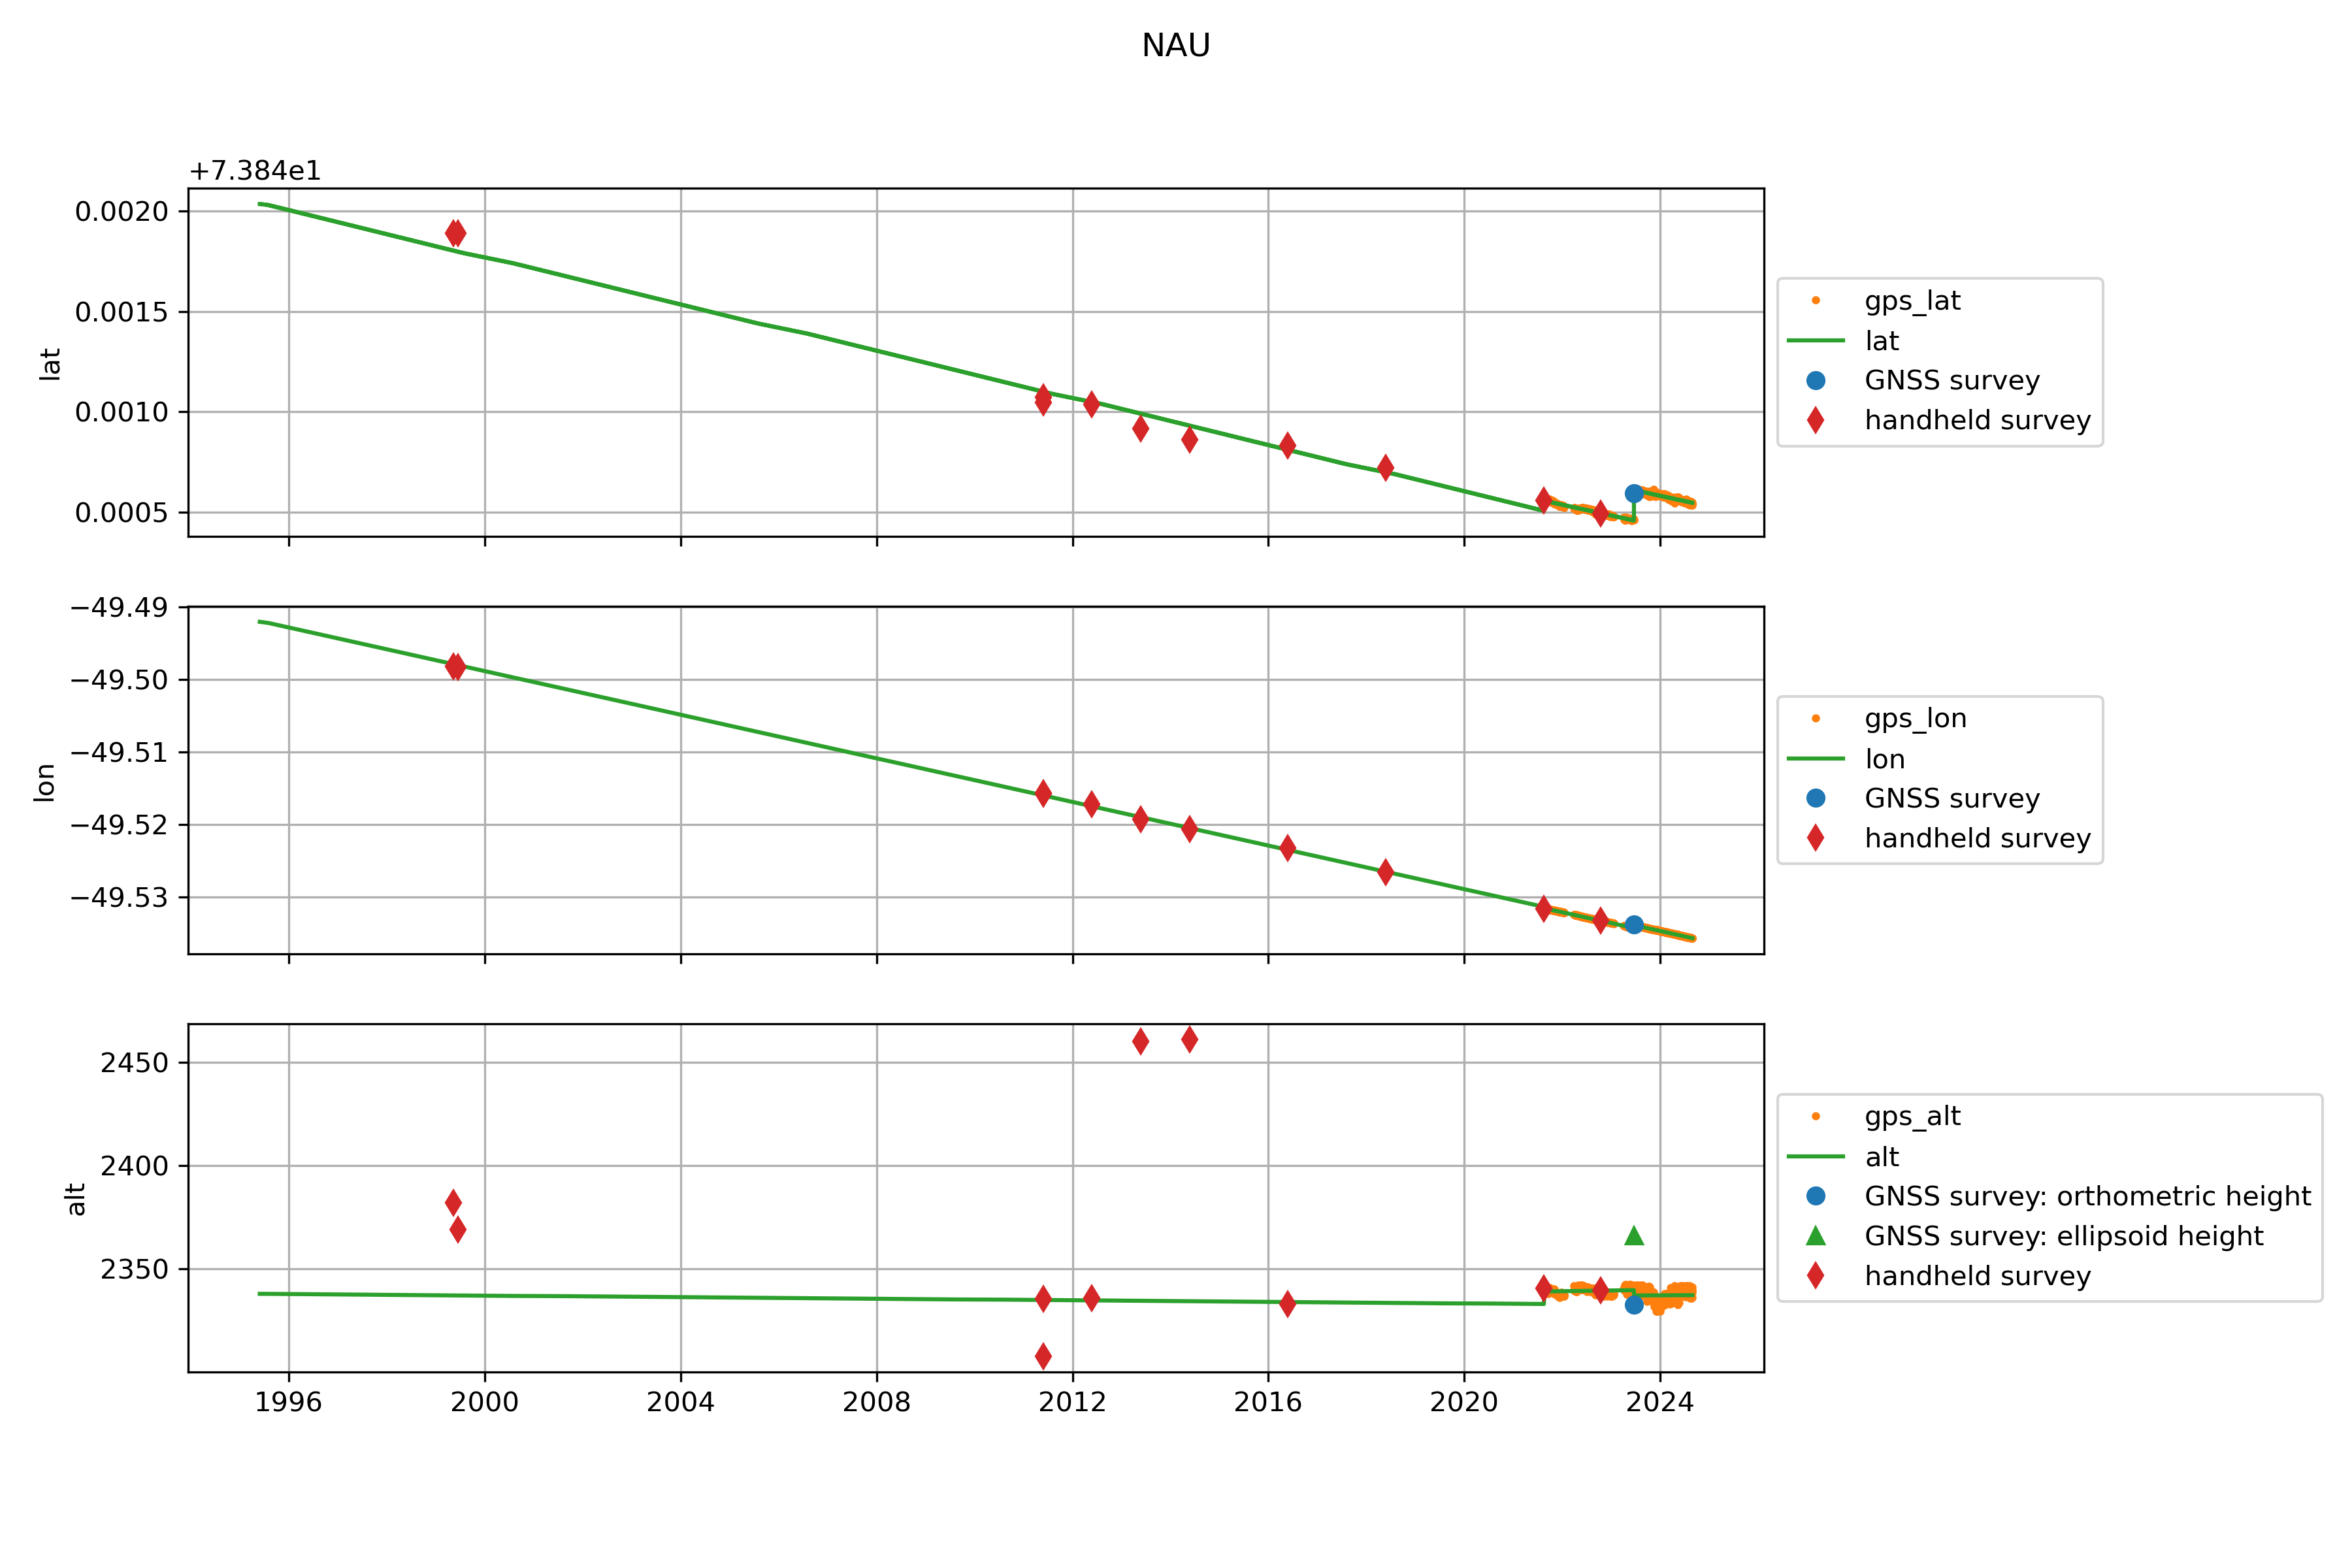 NAU
+7.384e1
0.0020
0.0015
0.0010
0.0005
lat
gps_lat
lat
GNSS survey
handheld survey
−49.49
−49.50
−49.51
−49.52
−49.53
lon
gps_lon
lon
GNSS survey
handheld survey
2450
2400
2350
alt
gps_alt
alt
GNSS survey: orthometric height
GNSS survey: ellipsoid height
handheld survey
1996 2000 2004 2008 2012 2016 2020 2024